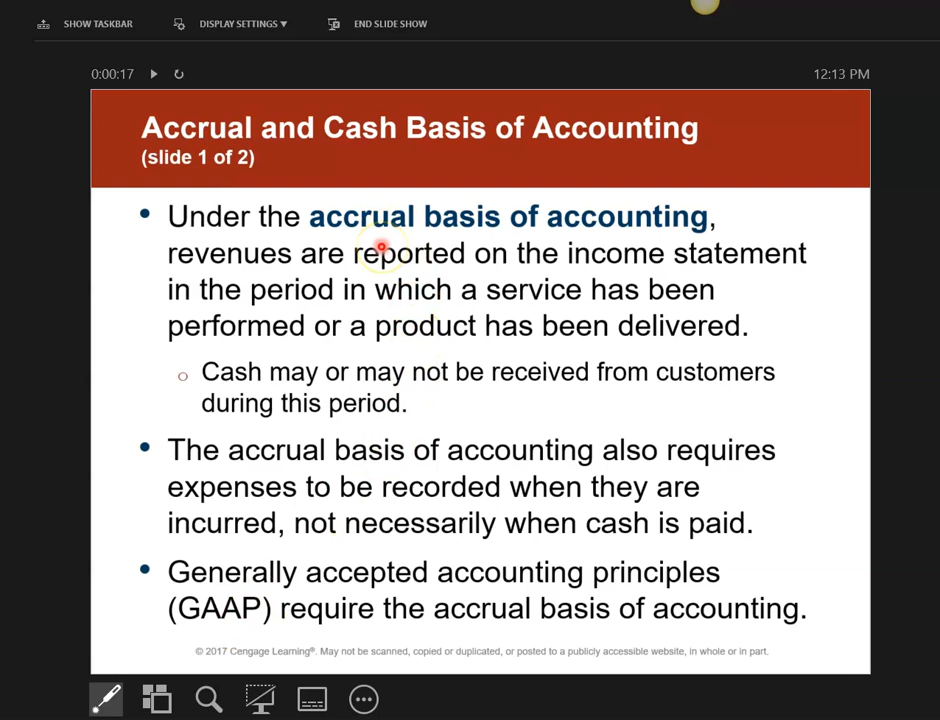 SHOW TASKBAR DISPLAY SETTINGS ▼ END SLIDE SHOW
0:00:17 12:13 PM
Accrual and Cash Basis of Accounting
(slide 1 of 2)
• Under the accrual basis of accounting,
revenues are reported on the income statement
in the period in which a service has been
performed or a product has been delivered.
o Cash may or may not be received from customers
during this period.
• The accrual basis of accounting also requires
expenses to be recorded when they are
incurred, not necessarily when cash is paid.
• Generally accepted accounting principles
(GAAP) require the accrual basis of accounting.
© 2017 Cengage Learning®. May not be scanned, copied or duplicated, or posted to a publicly accessible website, in whole or in part.